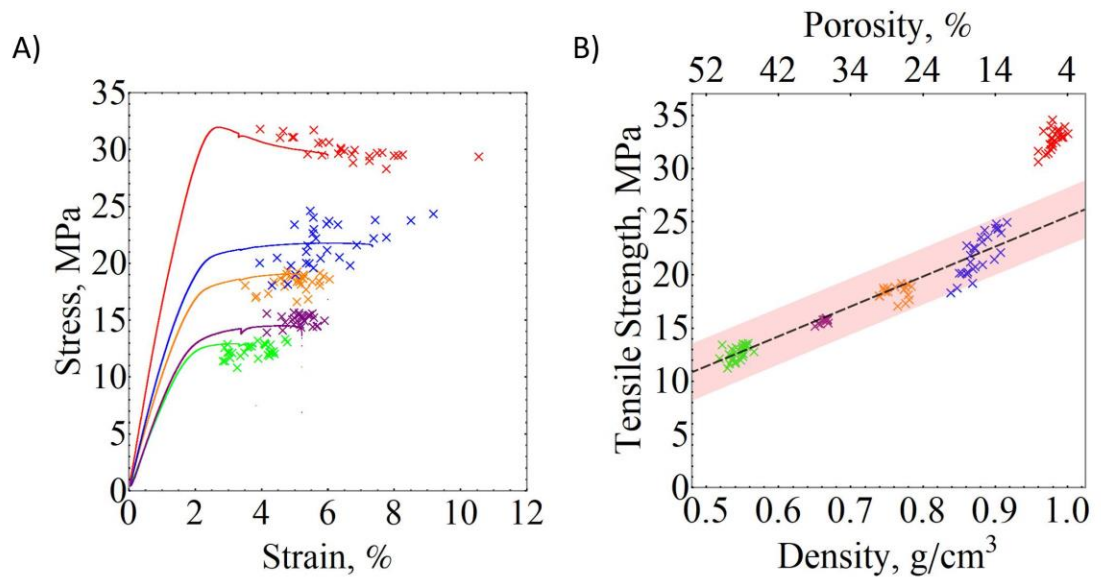 A)
35
30
25
20
15
10
5
0
Stress, MPa
0 2 4 6 8 10 12
Strain, %
B)
Porosity, %
52 42 34 24 14 4
35
30
25
20
15
10
5
0
Tensile Strength, MPa
0.5 0.6 0.7 0.8 0.9 1.0
Density, g/cm³